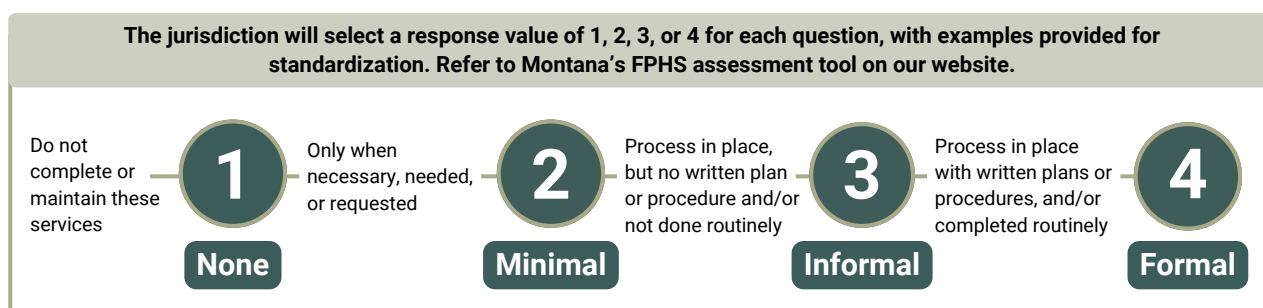 The jurisdiction will select a response value of 1, 2, 3, or 4 for each question, with examples provided for
standardization. Refer to Montana's FPHS assessment tool on our website.
Do not
complete or
maintain these
services
1
None
Only when
necessary, needed,
or requested
2
Minimal
Process in place,
but no written plan
or procedure and/or
not done routinely
3
Informal
Process in place
with written plans or
procedures, and/or
completed routinely
4
Formal